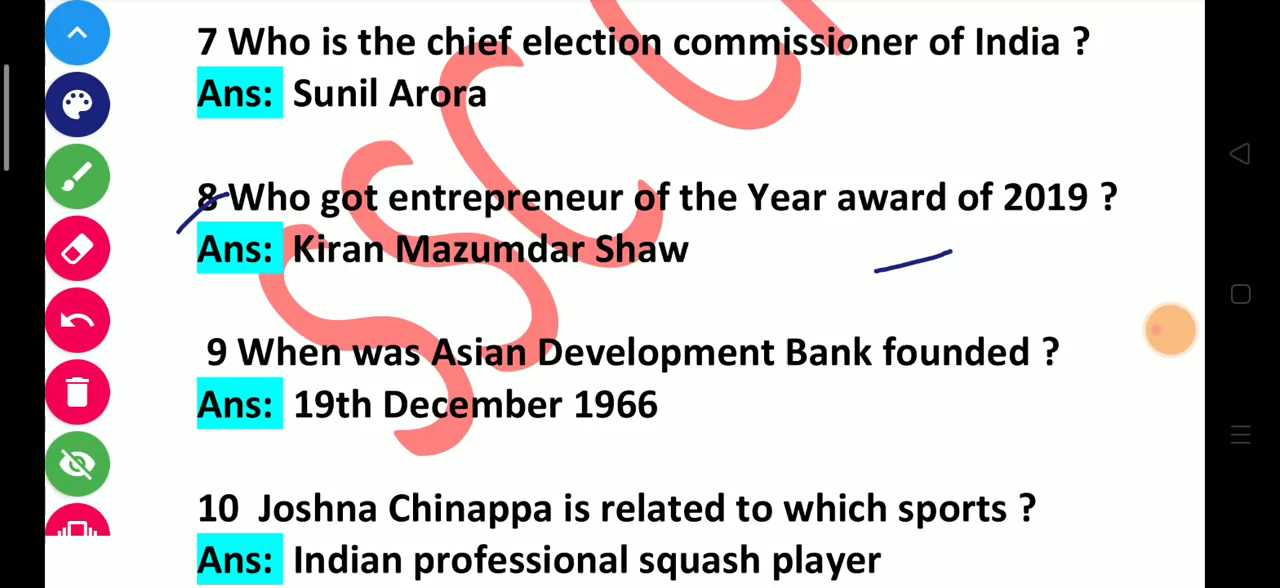 7 Who is the chief election commissioner of India ?
Ans: Sunil Arora
8 Who got entrepreneur of the Year award of 2019 ?
Ans: Kiran Mazumdar Shaw
9 When was Asian Development Bank founded ?
Ans: 19th December 1966
10 Joshna Chinappa is related to which sports ?
Ans: Indian professional squash player